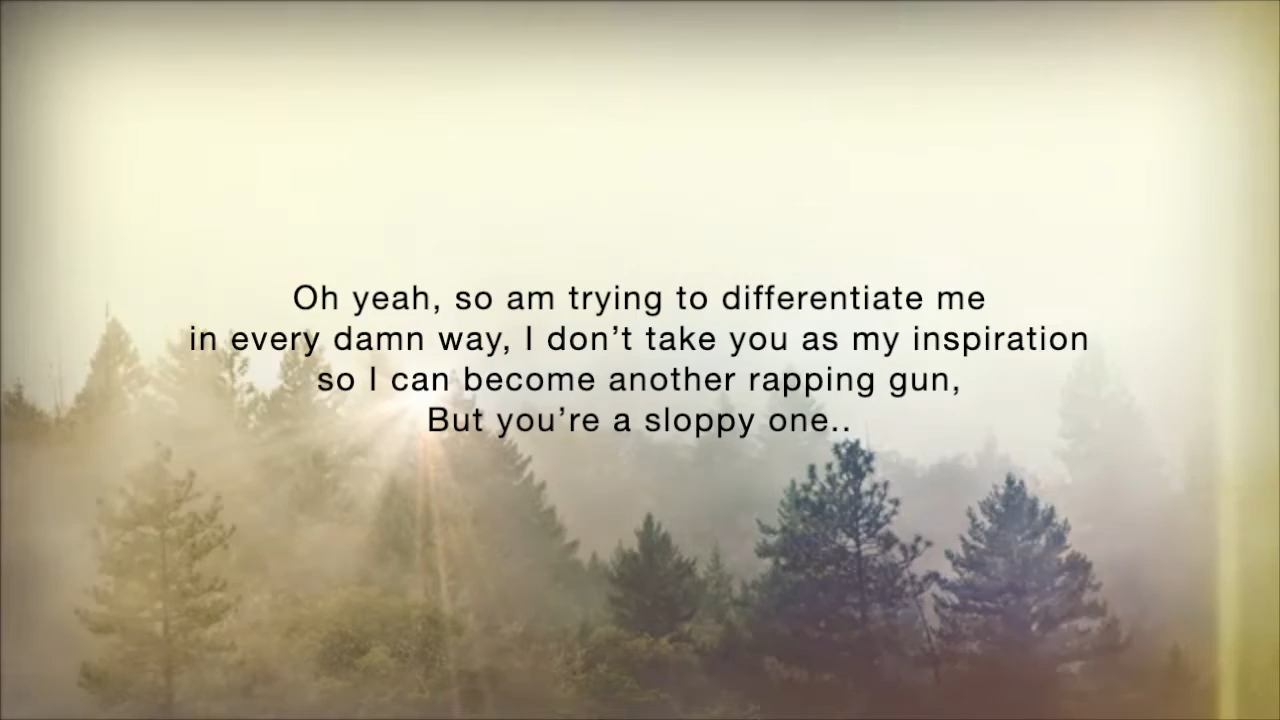 Oh yeah, so am trying to differentiate me
in every damn way, I don’t take you as my inspiration
so I can become another rapping gun,
But you’re a sloppy one..